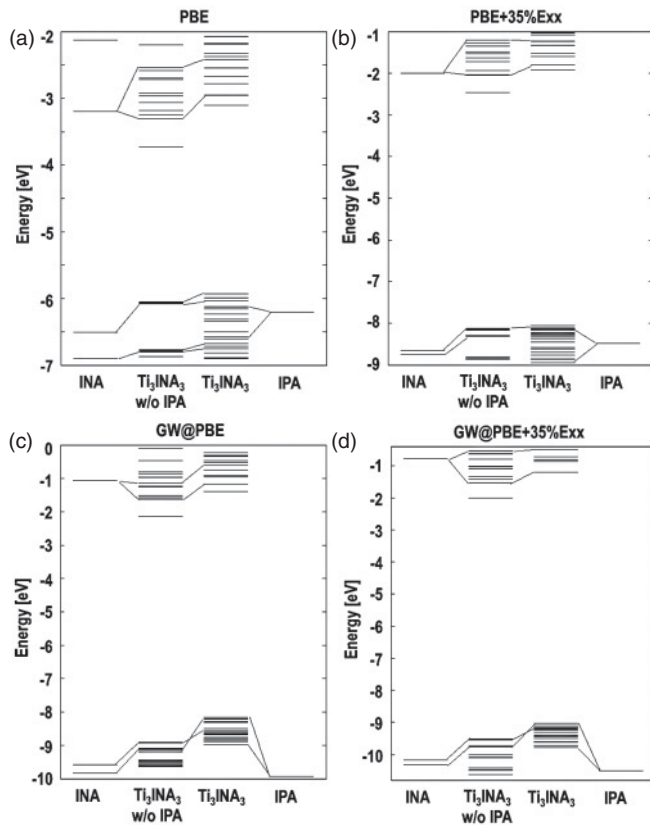 (a)
PBE
Energy [eV]
-2
-3
-4
-5
-6
-7
INA
Ti₃INA₃
w/o IPA
Ti₃INA₃
IPA
(b)
PBE+35%Exx
Energy [eV]
-1
-2
-3
-4
-5
-6
-7
-8
-9
INA
Ti₃INA₃
w/o IPA
Ti₃INA₃
IPA
(c)
GW@PBE
Energy [eV]
0
-1
-2
-3
-4
-5
-6
-7
-8
-9
-10
INA
Ti₃INA₃
w/o IPA
Ti₃INA₃
IPA
(d)
GW@PBE+35%Exx
Energy [eV]
-1
-2
-3
-4
-5
-6
-7
-8
-9
-10
INA
Ti₃INA₃
w/o IPA
Ti₃INA₃
IPA